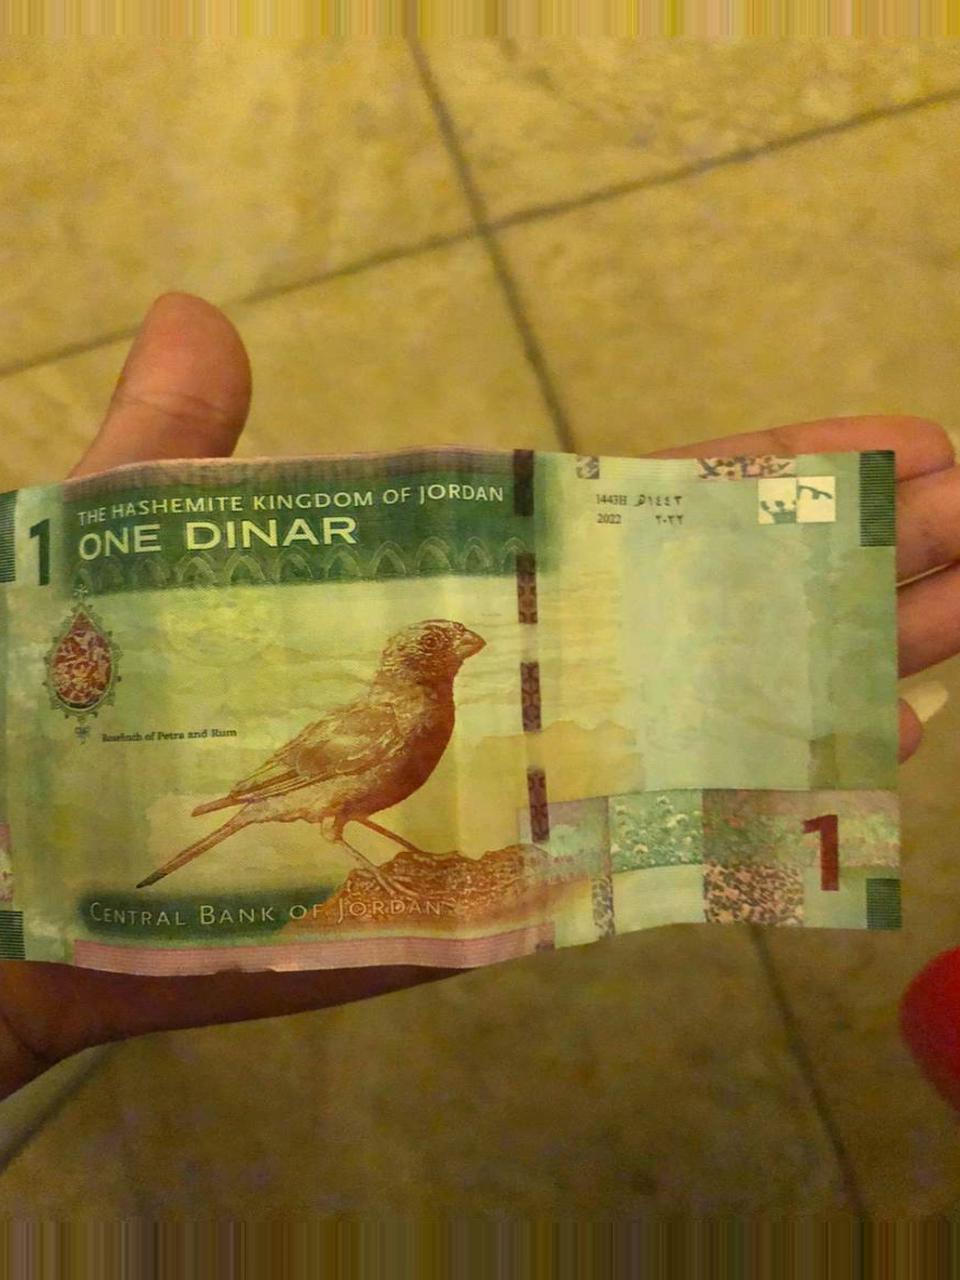 THE HASHEMITE KINGDOM OF JORDAN
1
ONE DINAR
1443H ١٤٤٣هـ
2022 ٢٠٢٢
Rosefinch of Petra and Rum
1
CENTRAL BANK OF JORDAN